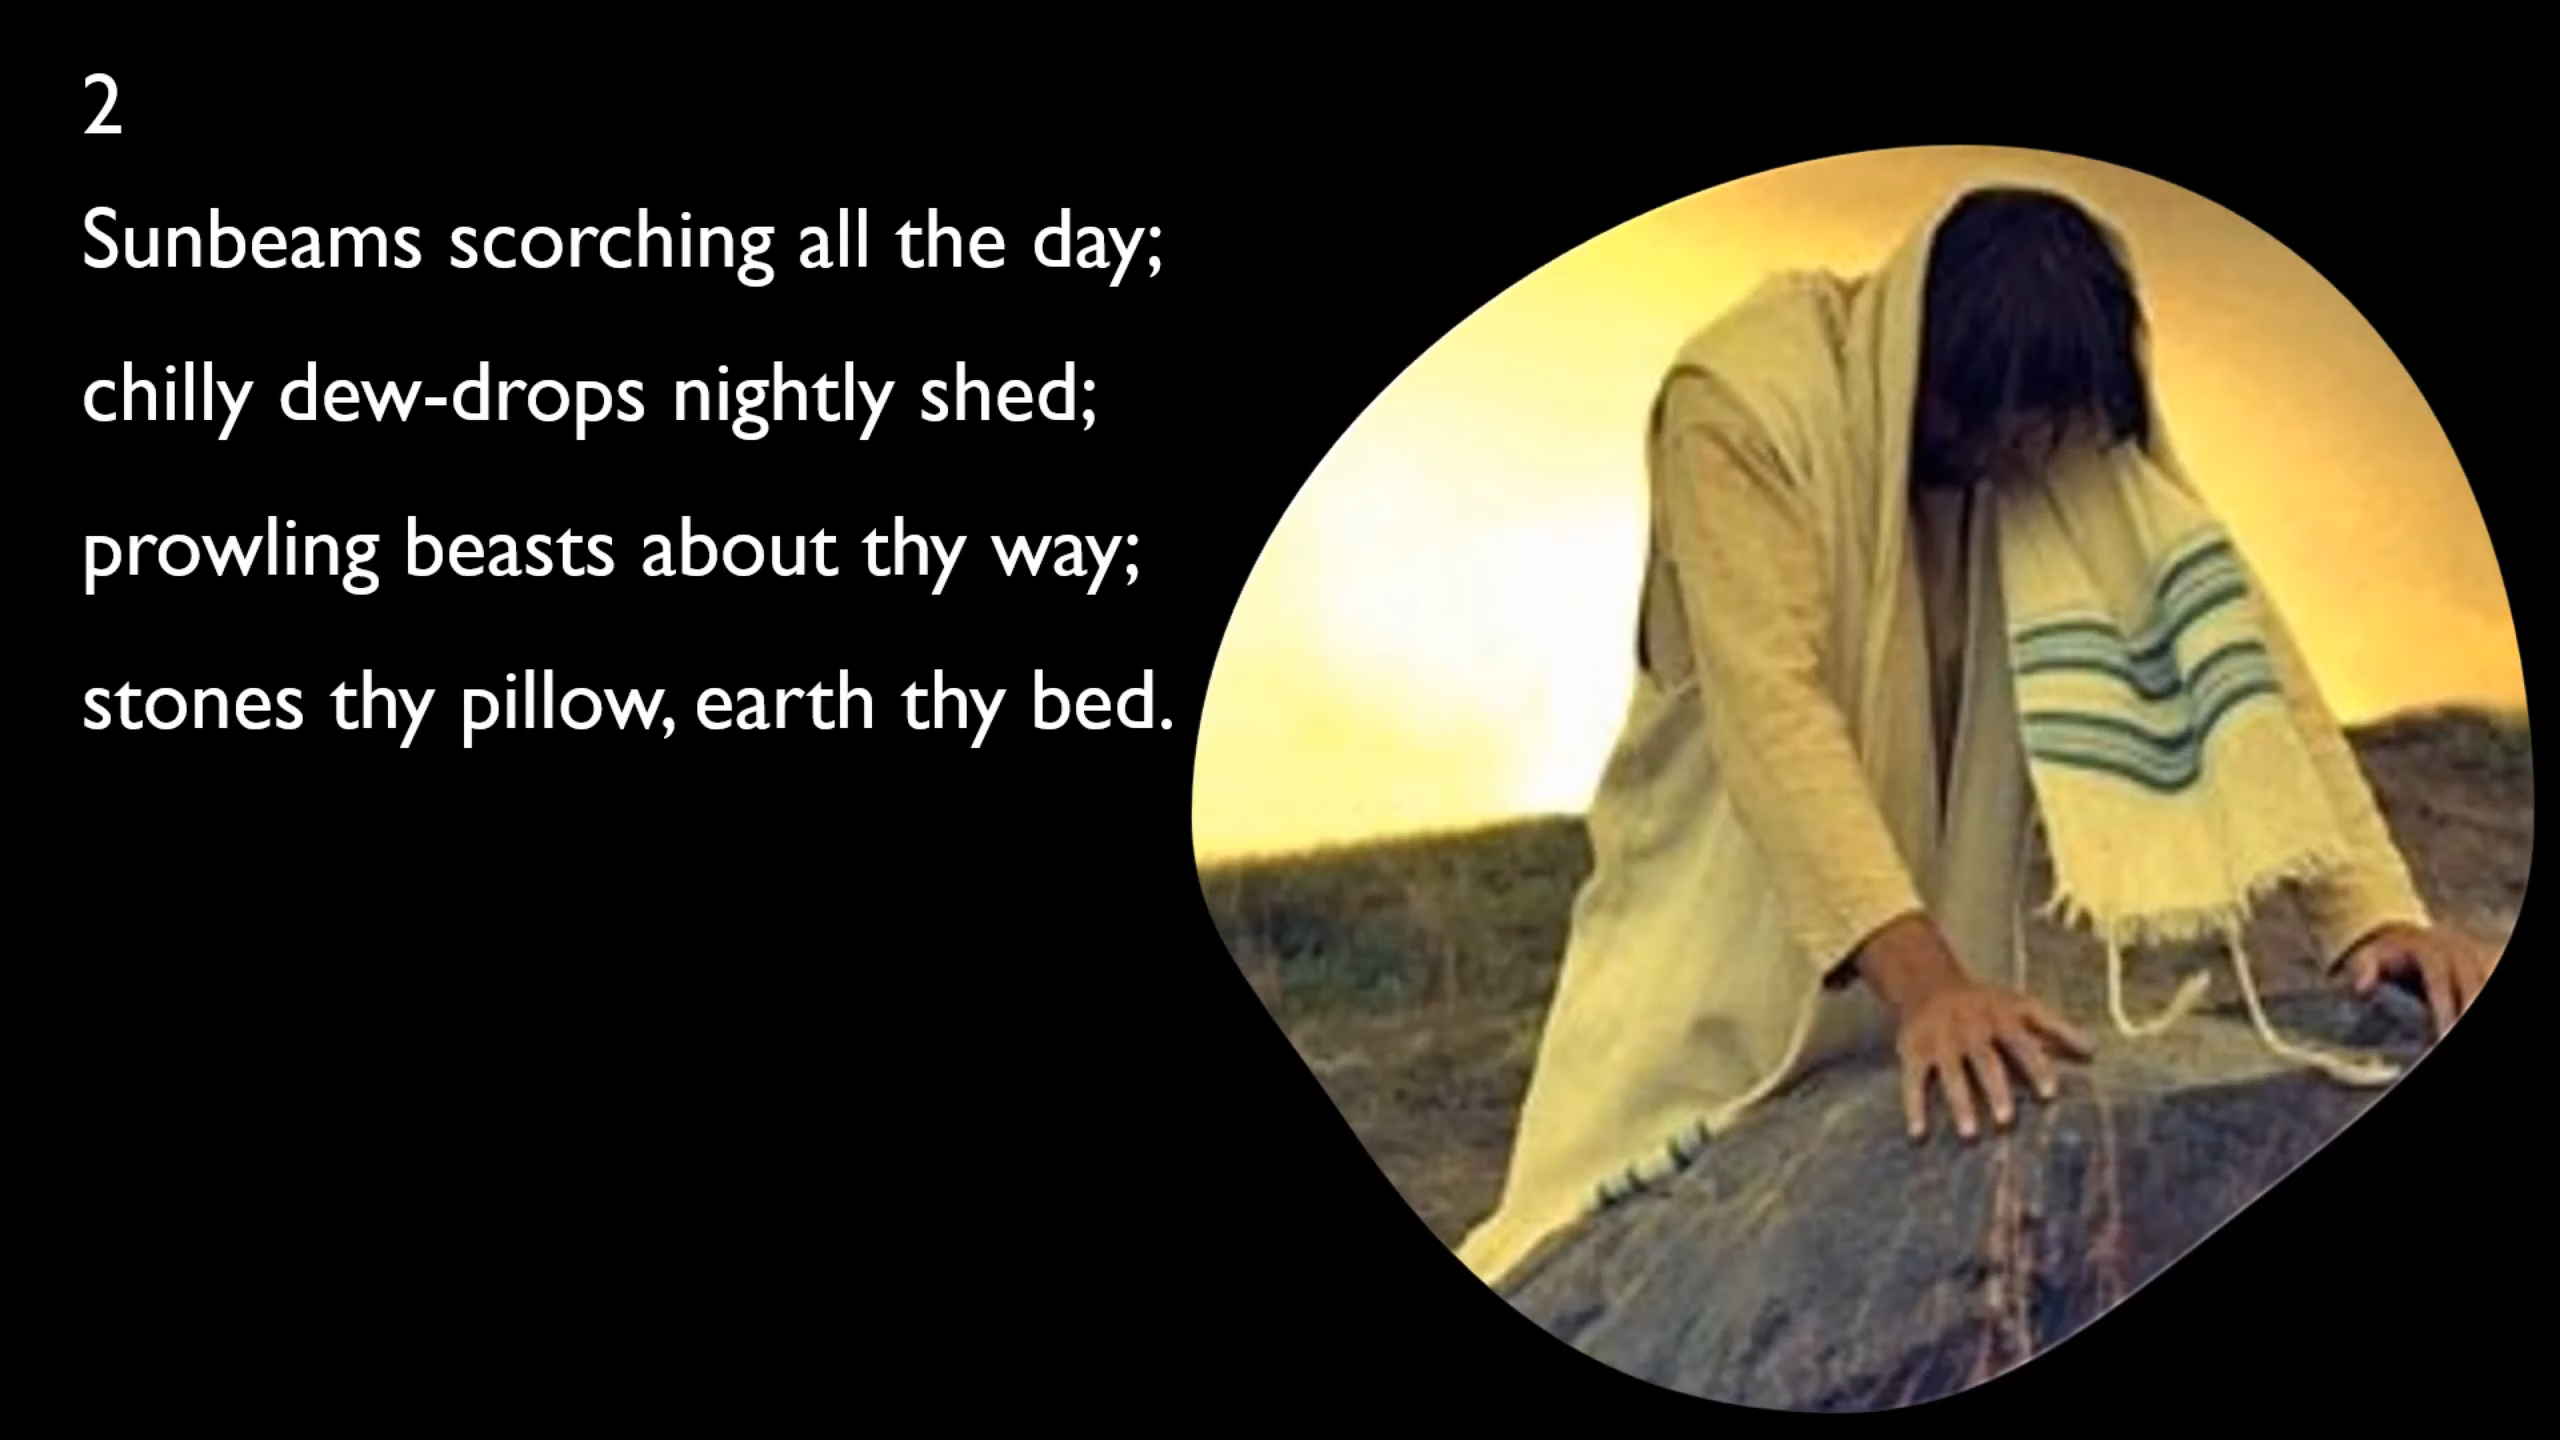 2
Sunbeams scorching all the day;
chilly dew-drops nightly shed;
prowling beasts about thy way;
stones thy pillow, earth thy bed.